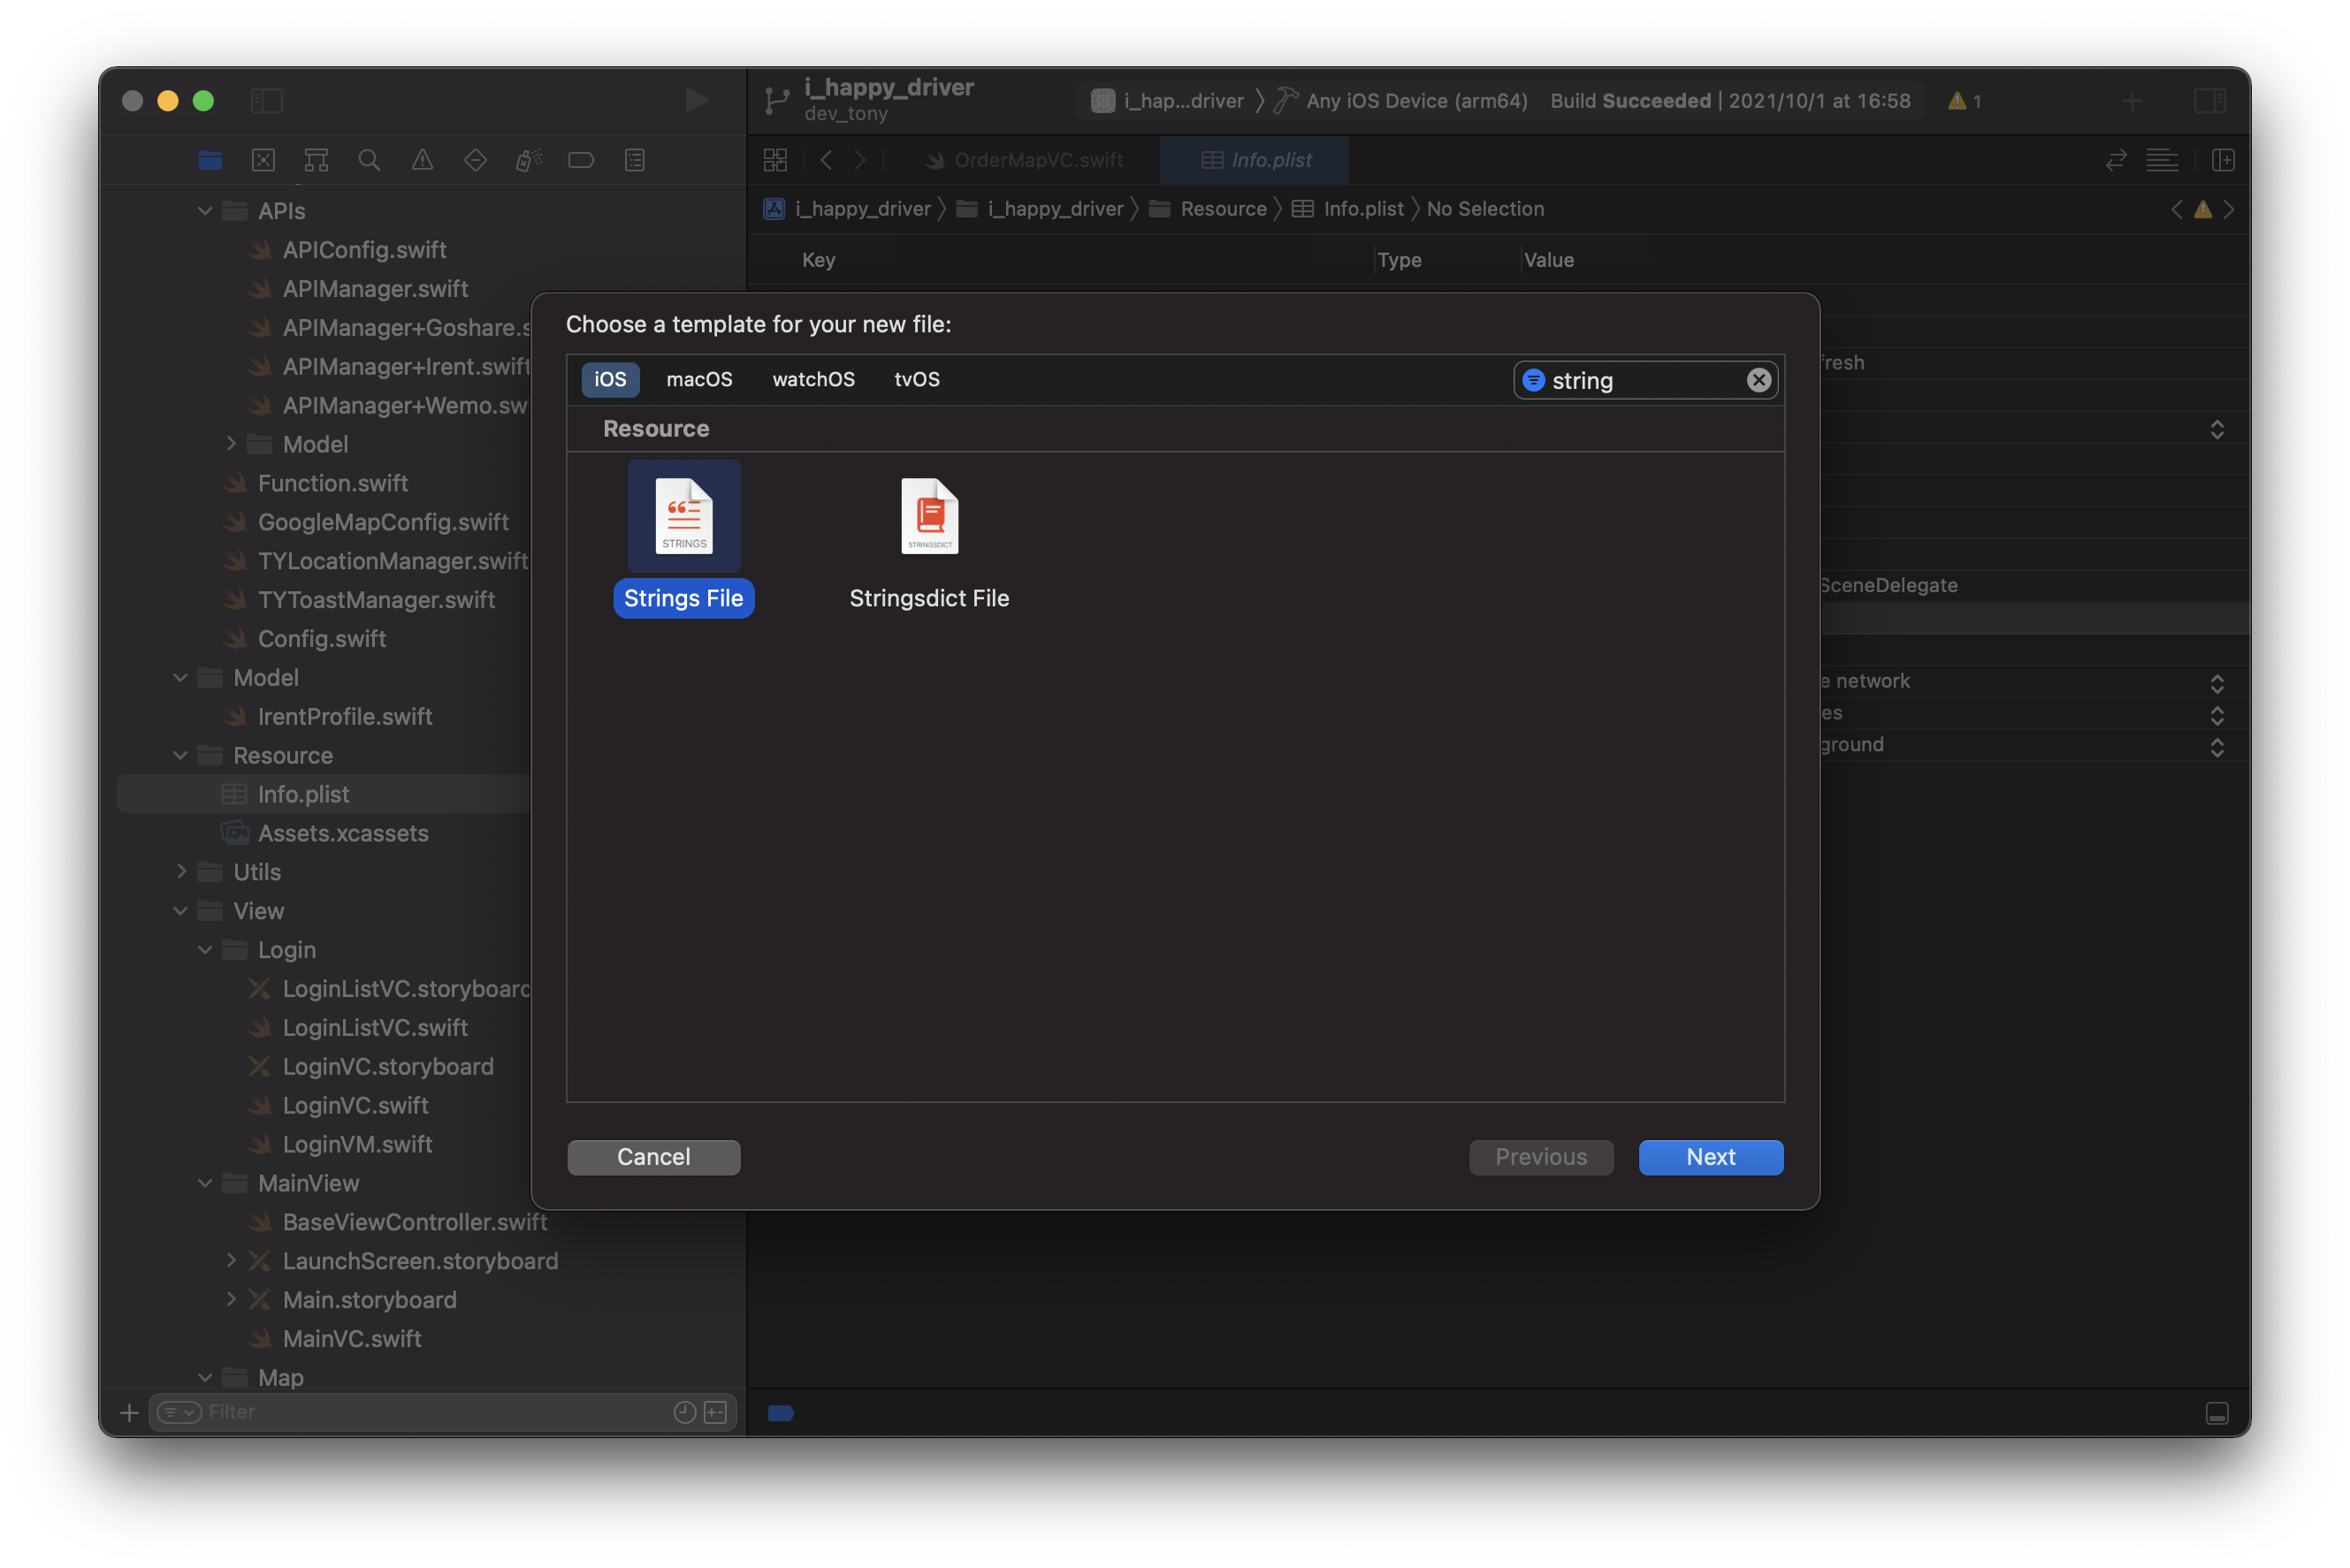 i_happy_driver
dev_tony
i_hap...driver 〉 Any iOS Device (arm64) Build Succeeded | 2021/10/1 at 16:58 1
OrderMapVC.swift Info.plist
i_happy_driver 〉 i_happy_driver 〉 Resource 〉 Info.plist 〉 No Selection
Key Type Value
APIs
APIConfig.swift
APIManager.swift
APIManager+Goshare.s
APIManager+Irent.swift
APIManager+Wemo.sw
Model
Function.swift
GoogleMapConfig.swift
TYLocationManager.swift
TYToastManager.swift
Config.swift
Model
IrentProfile.swift
Resource
Info.plist
Assets.xcassets
Utils
View
Login
LoginListVC.storyboard
LoginListVC.swift
LoginVC.storyboard
LoginVC.swift
LoginVM.swift
MainView
BaseViewController.swift
LaunchScreen.storyboard
Main.storyboard
MainVC.swift
Map
Filter
Choose a template for your new file:
iOS macOS watchOS tvOS string
Resource
STRINGS STRINGSDICT
Strings File Stringsdict File
Cancel Previous Next
fresh
SceneDelegate
e network
es
ground